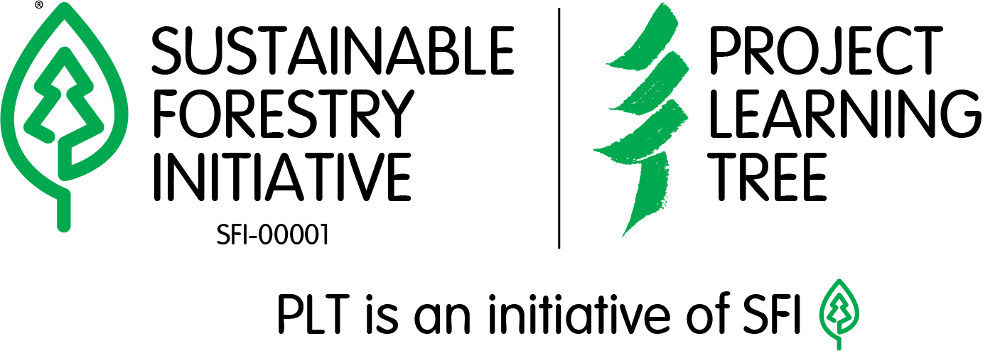 ®
SUSTAINABLE
FORESTRY
INITIATIVE
SFI-00001
PROJECT
LEARNING
TREE
PLT is an initiative of SFI